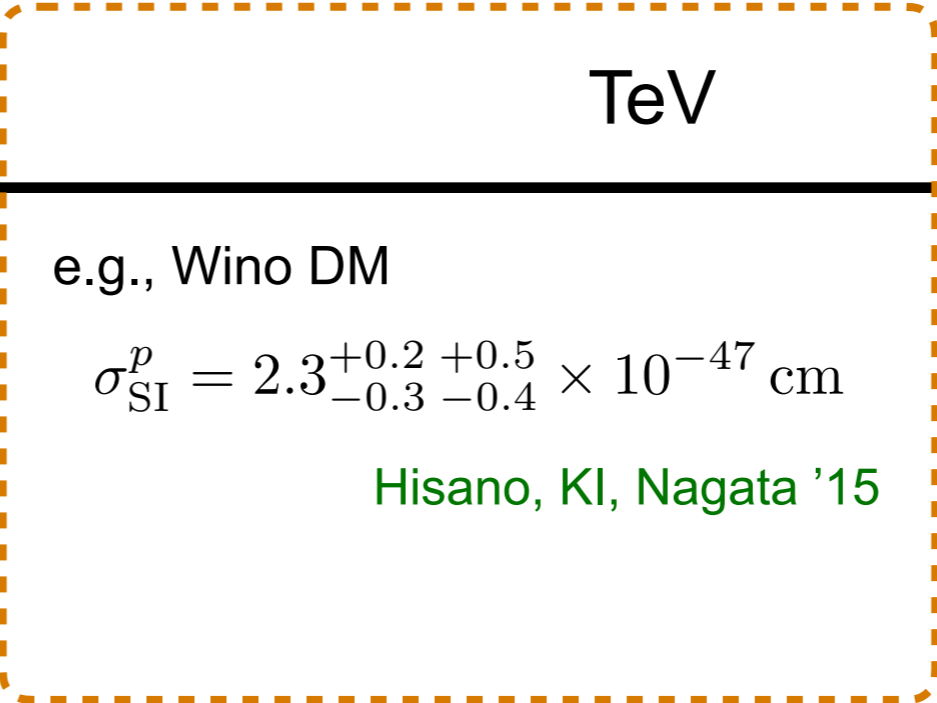 TeV
e.g., Wino DM
σ^p_SI = 2.3^{+0.2 +0.5}_{−0.3 −0.4} × 10^{−47} cm
Hisano, KI, Nagata ’15